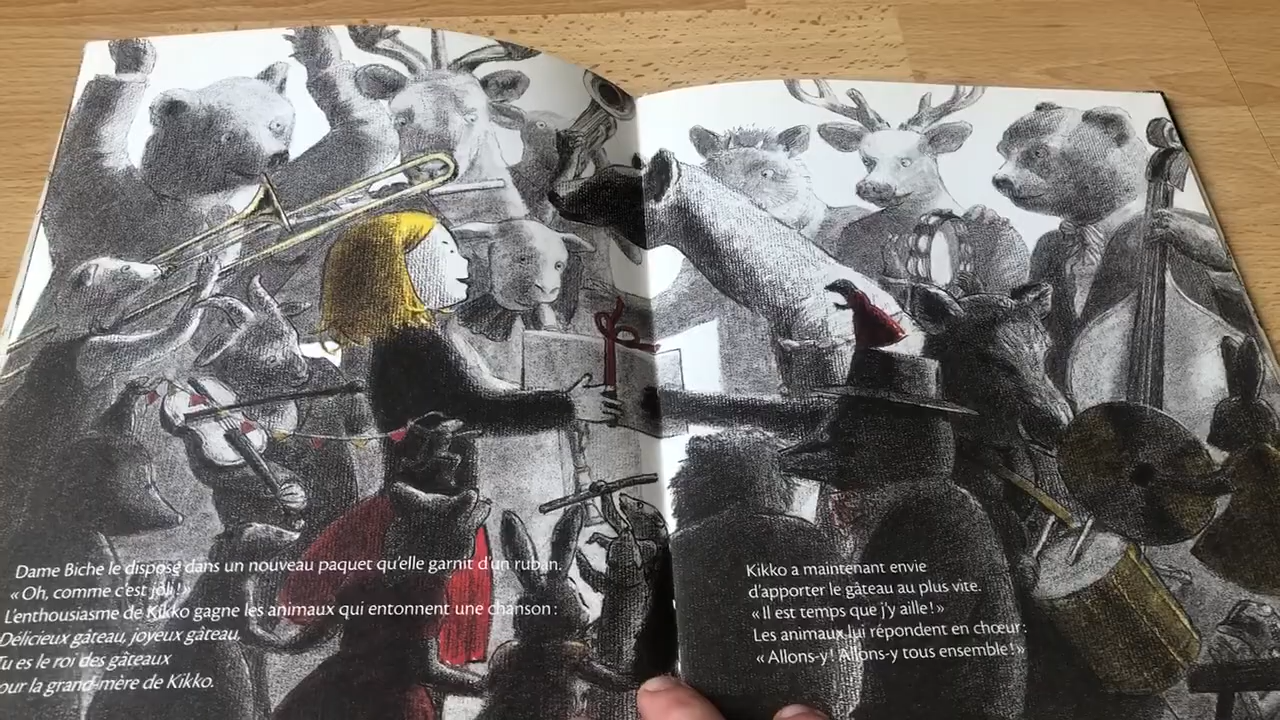 Dame Biche le dispose dans un nouveau paquet qu'elle garnit d'un ruban.
« Oh, comme c'est joli ! »
L'enthousiasme de Kikko gagne les animaux qui entonnent une chanson :
Délicieux gâteau, joyeux gâteau,
Tu es le roi des gâteaux
pour la grand-mère de Kikko.
Kikko a maintenant envie
d'apporter le gâteau au plus vite.
« Il est temps que j'y aille ! »
Les animaux lui répondent en chœur :
« Allons-y ! Allons-y tous ensemble ! »